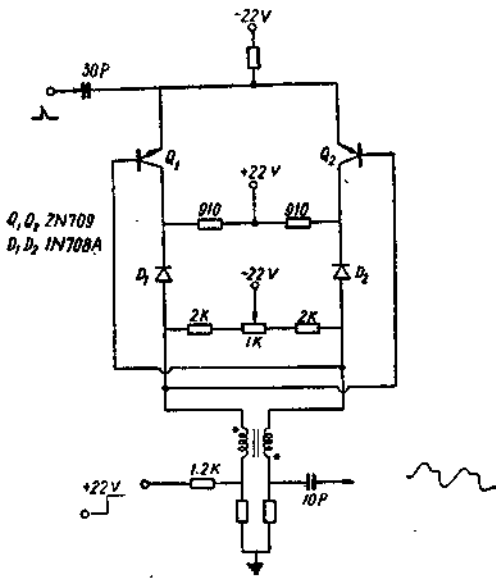 -22V
30P
Q1
Q2
+22V
Q1 Q2 2N709
D1 D2 1N708A
910
910
D1
D2
-22V
2K
1K
2K
1.2K
+22V
10P